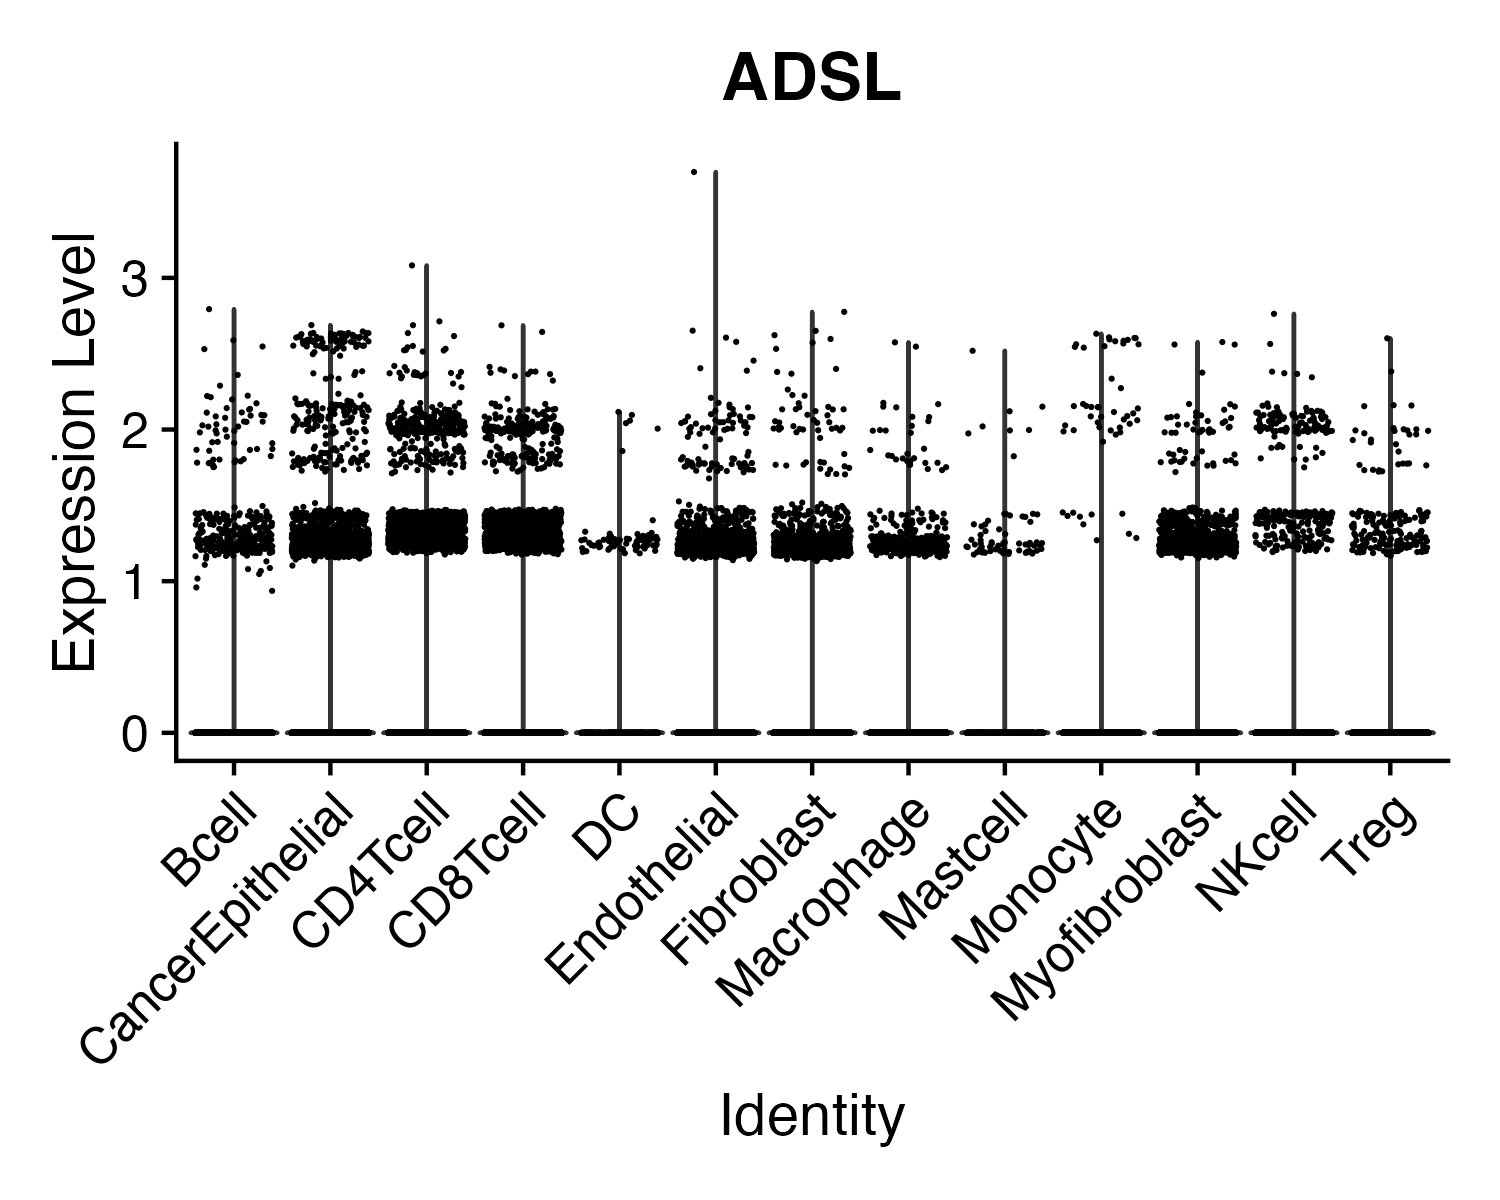 ADSL
Expression Level
3
2
1
0
Bcell
CancerEpithelial
CD4Tcell
CD8Tcell
DC
Endothelial
Fibroblast
Macrophage
Mastcell
Monocyte
Myofibroblast
NKcell
Treg
Identity